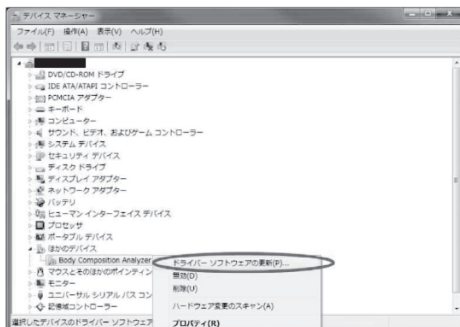 デバイス マネージャー
ファイル(F) 操作(A) 表示(V) ヘルプ(H)
DVD/CD-ROM ドライブ
IDE ATA/ATAPI コントローラー
PCMCIA アダプター
キーボード
コンピューター
サウンド、ビデオ、およびゲーム コントローラー
システム デバイス
セキュリティ デバイス
ディスク ドライブ
ディスプレイ アダプター
ネットワーク アダプター
バッテリ
ヒューマン インターフェイス デバイス
プロセッサ
ポータブル デバイス
ほかのデバイス
Body Composition Analyzer
ドライバー ソフトウェアの更新(P)...
マウスとそのほかのポインティン
無効(D)
モニター
削除(U)
ユニバーサル シリアル バス コン
ハードウェア変更のスキャン(A)
記憶域コントローラー
選択したデバイスのドライバー ソフトウェア
プロパティ(R)